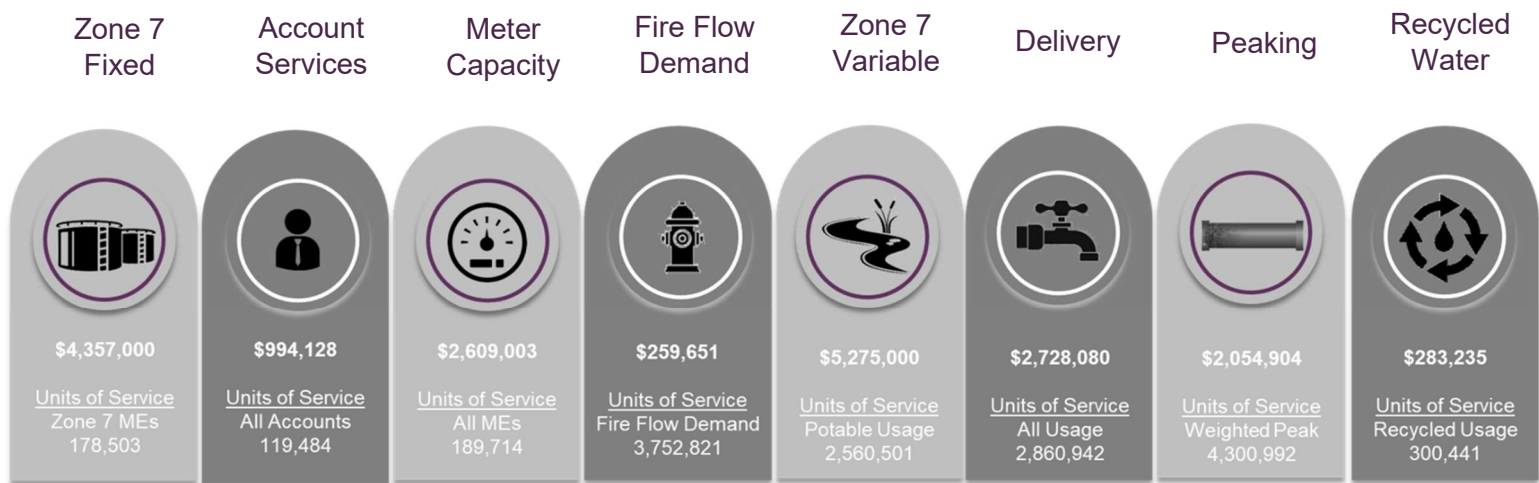 Zone 7
Fixed
Account
Services
Meter
Capacity
Fire Flow
Demand
Zone 7
Variable
Delivery
Peaking
Recycled
Water
$4,357,000
Units of Service
Zone 7 MEs
178,503
$994,128
Units of Service
All Accounts
119,484
$2,609,003
Units of Service
All MEs
189,714
$259,651
Units of Service
Fire Flow Demand
3,752,821
$5,275,000
Units of Service
Potable Usage
2,560,501
$2,728,080
Units of Service
All Usage
2,860,942
$2,054,904
Units of Service
Weighted Peak
4,300,992
$283,235
Units of Service
Recycled Usage
300,441